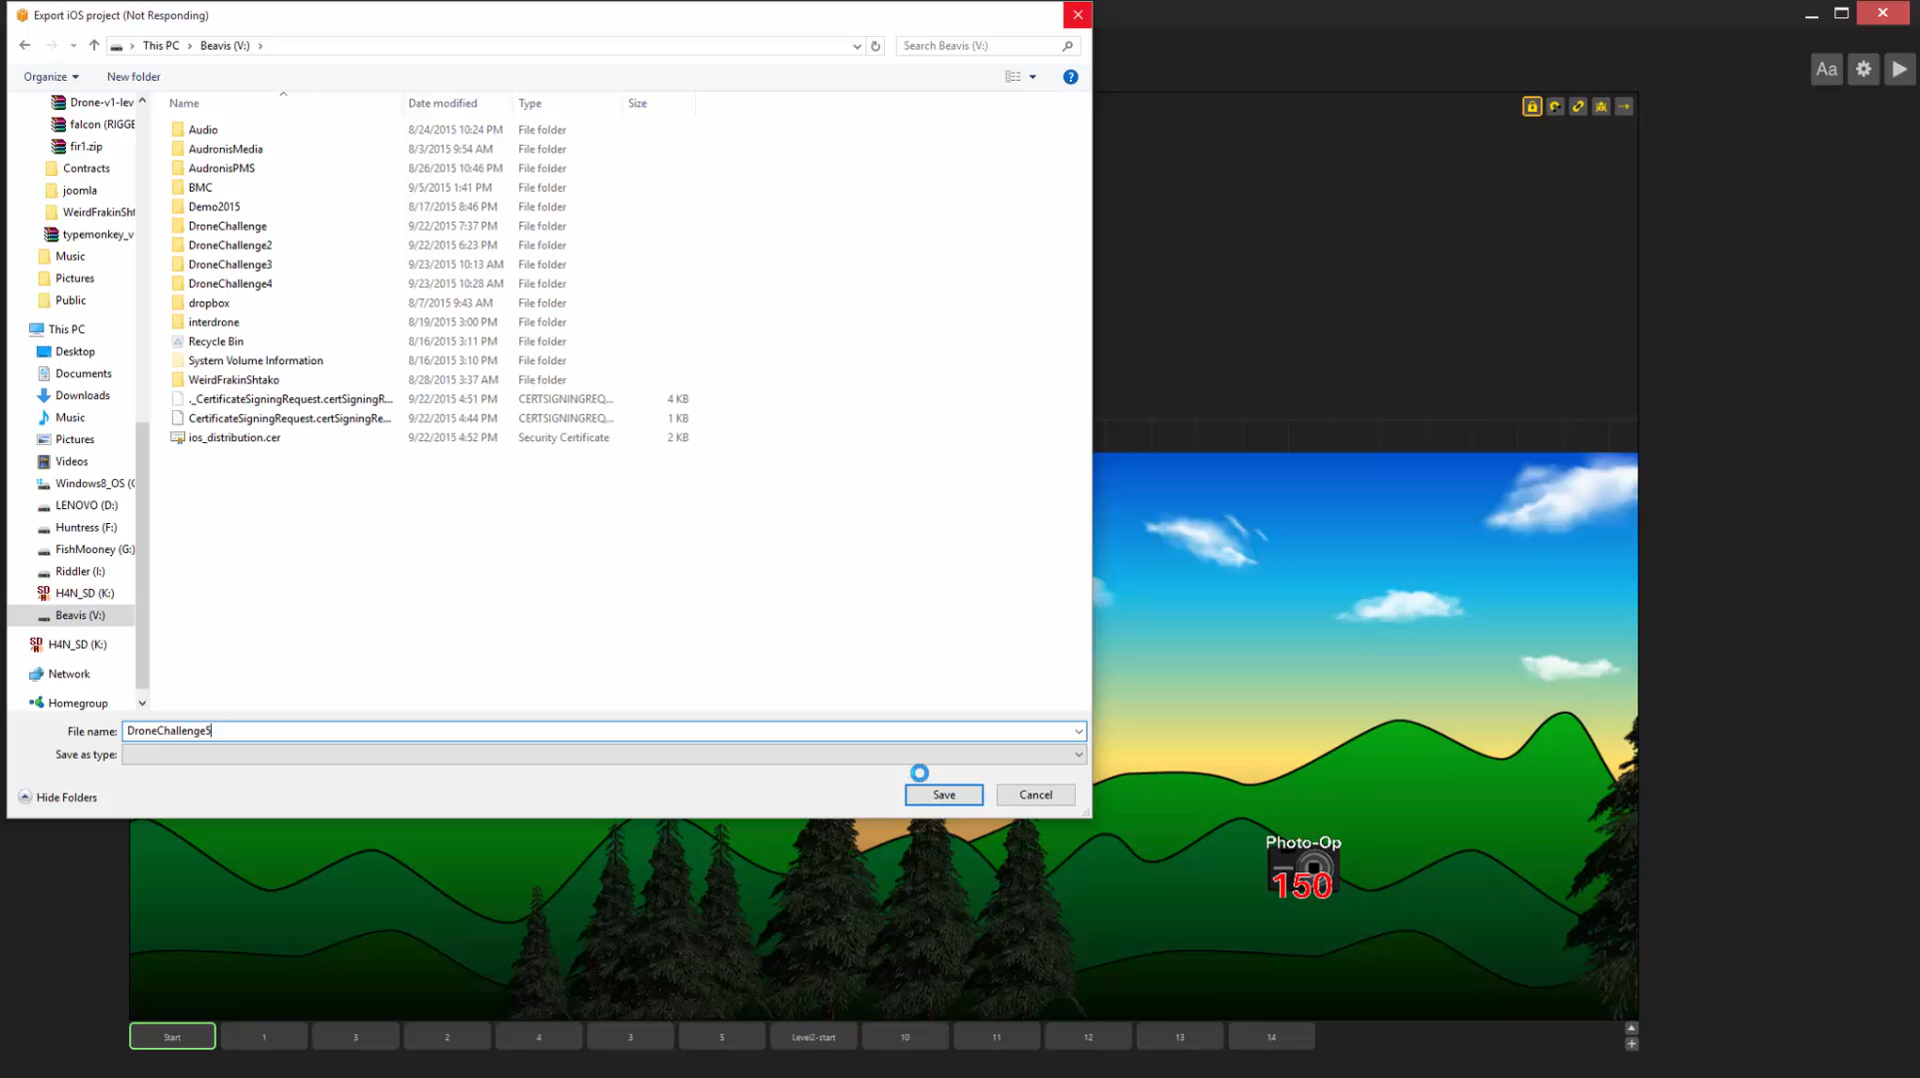 Export iOS project (Not Responding)
This PC
Beavis (V:)
Search Beavis (V:)
Organize
New folder
Aa
Drone-v1-lev
falcon (RIGGE
fir1.zip
Contracts
joomla
WeirdFrakinSht
typemonkey_v
Music
Pictures
Public
This PC
Desktop
Documents
Downloads
Music
Pictures
Videos
Windows8_OS (
LENOVO (D:)
Huntress (F:)
FishMooney (G:)
Riddler (I:)
H4N_SD (K:)
Beavis (V:)
H4N_SD (K:)
Network
Homegroup
Name Date modified Type Size
Audio 8/24/2015 10:24 PM File folder
AudronisMedia 8/3/2015 9:54 AM File folder
AudronisPMS 8/26/2015 10:46 PM File folder
BMC 9/5/2015 1:41 PM File folder
Demo2015 8/17/2015 8:46 PM File folder
DroneChallenge 9/22/2015 7:37 PM File folder
DroneChallenge2 9/22/2015 6:23 PM File folder
DroneChallenge3 9/23/2015 10:13 AM File folder
DroneChallenge4 9/23/2015 10:28 AM File folder
dropbox 8/7/2015 9:43 AM File folder
interdrone 8/19/2015 3:00 PM File folder
Recycle Bin 8/16/2015 3:11 PM File folder
System Volume Information 8/16/2015 3:10 PM File folder
WeirdFrakinShtako 8/28/2015 3:37 AM File folder
._CertificateSigningRequest.certSigningR... 9/22/2015 4:51 PM CERTSIGNINGREQ... 4 KB
CertificateSigningRequest.certSigningRe... 9/22/2015 4:44 PM CERTSIGNINGREQ... 1 KB
ios_distribution.cer 9/22/2015 4:52 PM Security Certificate 2 KB
File name: DroneChallenge5
Save as type:
Hide Folders
Save
Cancel
Photo-Op
150
Start 1 3 2 4 3 5 Level2-start 10 11 12 13 14